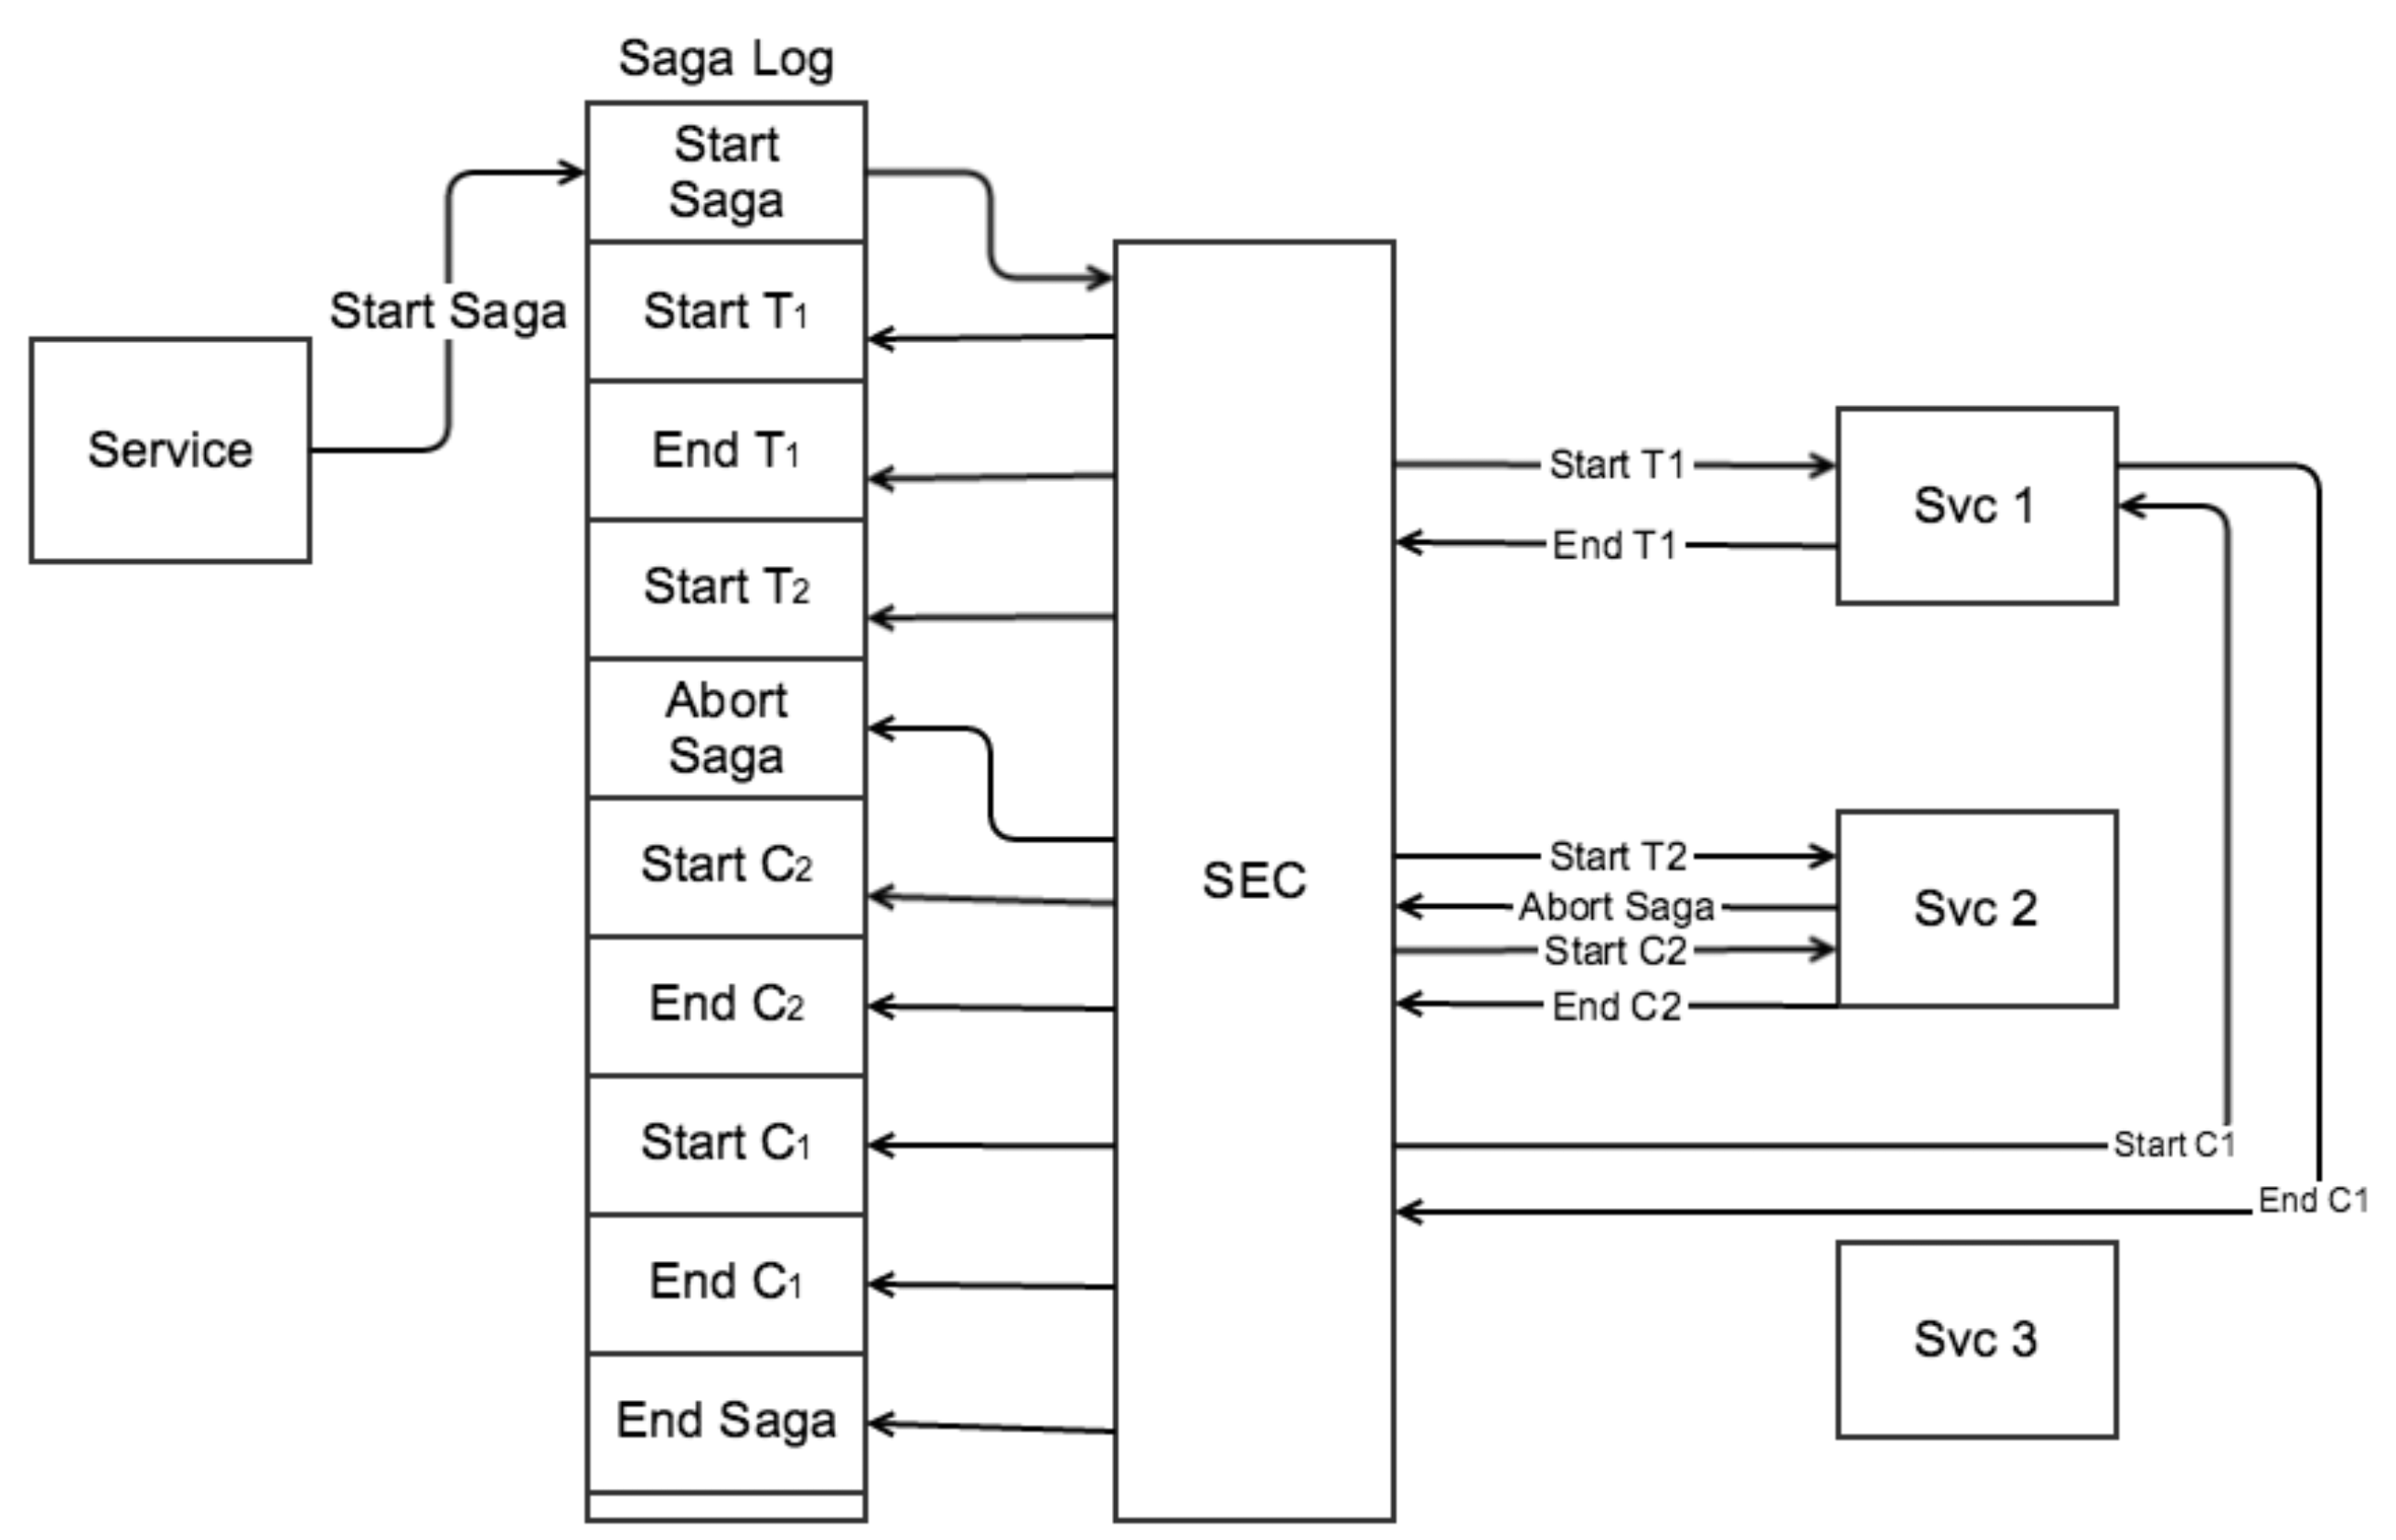 Saga Log
Start
Saga
Start Saga
Service
Start T1
End T1
Start T2
Abort
Saga
Start C2
End C2
Start C1
End C1
End Saga
SEC
Start T1
End T1
Svc 1
Start T2
Abort Saga
Start C2
End C2
Svc 2
Start C1
End C1
Svc 3